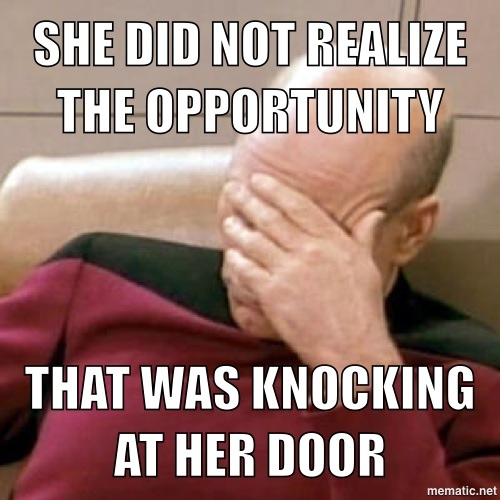 SHE DID NOT REALIZE
THE OPPORTUNITY
THAT WAS KNOCKING
AT HER DOOR
mematic.net